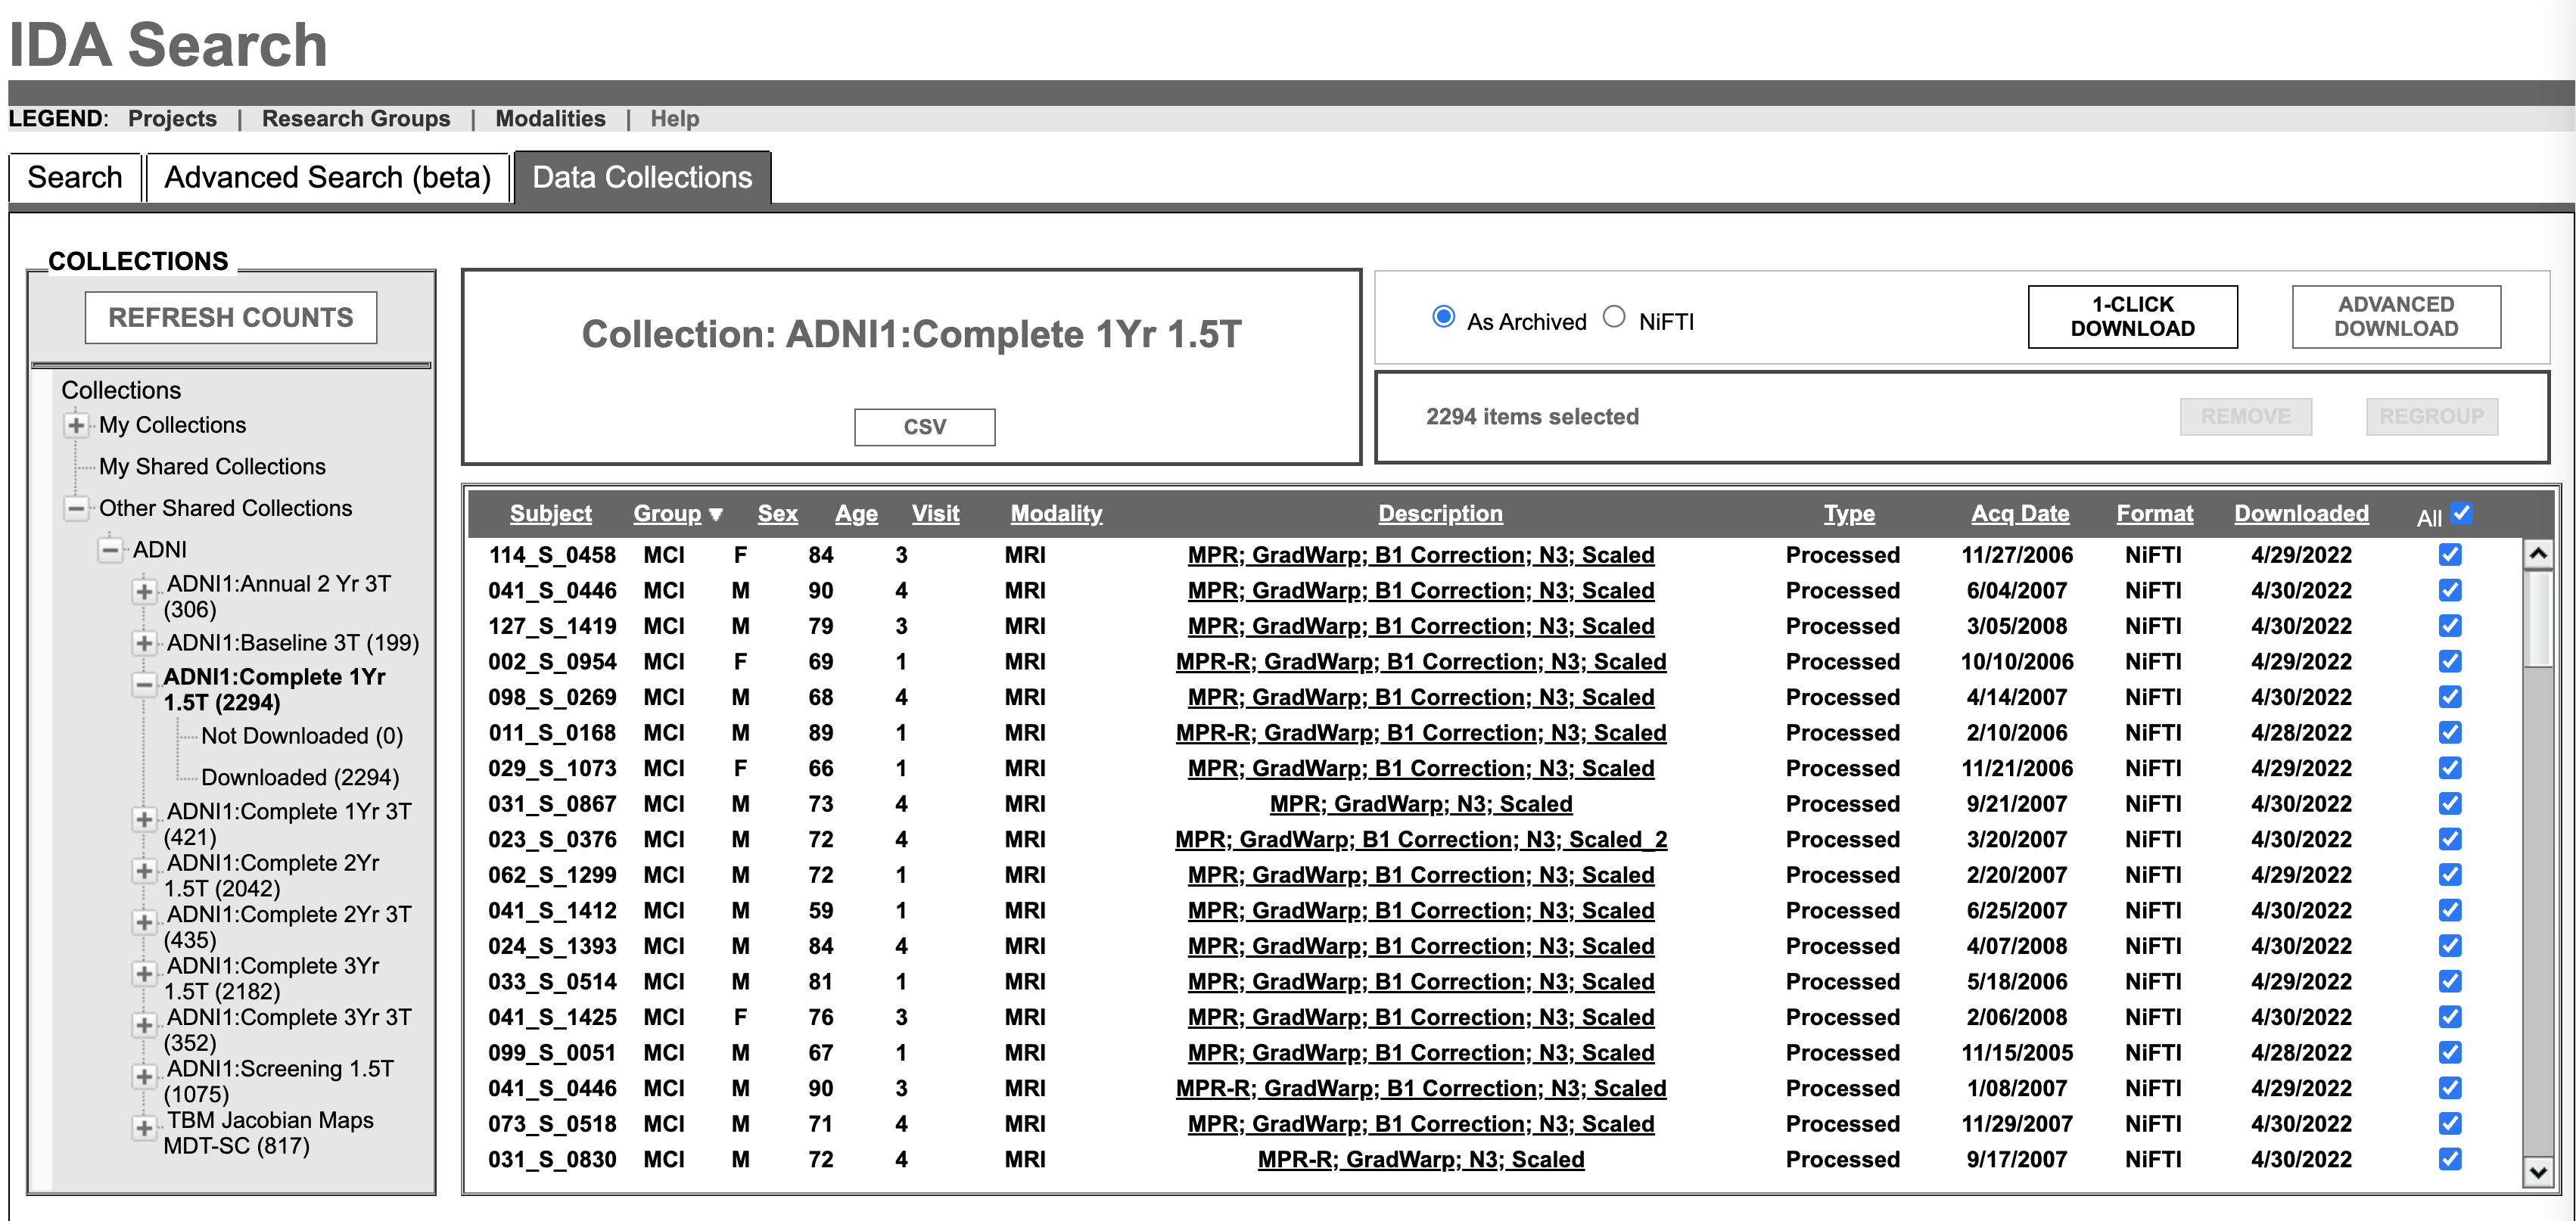 IDA Search
LEGEND: Projects | Research Groups | Modalities | Help
Search Advanced Search (beta) Data Collections
COLLECTIONS
REFRESH COUNTS
Collections
My Collections
My Shared Collections
Other Shared Collections
ADNI
ADNI1:Annual 2 Yr 3T
(306)
ADNI1:Baseline 3T (199)
ADNI1:Complete 1Yr
1.5T (2294)
Not Downloaded (0)
Downloaded (2294)
ADNI1:Complete 1Yr 3T
(421)
ADNI1:Complete 2Yr
1.5T (2042)
ADNI1:Complete 2Yr 3T
(435)
ADNI1:Complete 3Yr
1.5T (2182)
ADNI1:Complete 3Yr 3T
(352)
ADNI1:Screening 1.5T
(1075)
TBM Jacobian Maps
MDT-SC (817)
Collection: ADNI1:Complete 1Yr 1.5T
CSV
As Archived NiFTI
1-CLICK
DOWNLOAD
ADVANCED
DOWNLOAD
2294 items selected
REMOVE REGROUP
Subject Group Sex Age Visit Modality Description Type Acq Date Format Downloaded All
114_S_0458 MCI F 84 3 MRI MPR; GradWarp; B1 Correction; N3; Scaled Processed 11/27/2006 NiFTI 4/29/2022
041_S_0446 MCI M 90 4 MRI MPR; GradWarp; B1 Correction; N3; Scaled Processed 6/04/2007 NiFTI 4/30/2022
127_S_1419 MCI M 79 3 MRI MPR; GradWarp; B1 Correction; N3; Scaled Processed 3/05/2008 NiFTI 4/30/2022
002_S_0954 MCI F 69 1 MRI MPR-R; GradWarp; B1 Correction; N3; Scaled Processed 10/10/2006 NiFTI 4/29/2022
098_S_0269 MCI M 68 4 MRI MPR; GradWarp; B1 Correction; N3; Scaled Processed 4/14/2007 NiFTI 4/30/2022
011_S_0168 MCI M 89 1 MRI MPR-R; GradWarp; B1 Correction; N3; Scaled Processed 2/10/2006 NiFTI 4/28/2022
029_S_1073 MCI F 66 1 MRI MPR; GradWarp; B1 Correction; N3; Scaled Processed 11/21/2006 NiFTI 4/29/2022
031_S_0867 MCI M 73 4 MRI MPR; GradWarp; N3; Scaled Processed 9/21/2007 NiFTI 4/30/2022
023_S_0376 MCI M 72 4 MRI MPR; GradWarp; B1 Correction; N3; Scaled_2 Processed 3/20/2007 NiFTI 4/30/2022
062_S_1299 MCI M 72 1 MRI MPR; GradWarp; B1 Correction; N3; Scaled Processed 2/20/2007 NiFTI 4/29/2022
041_S_1412 MCI M 59 1 MRI MPR; GradWarp; B1 Correction; N3; Scaled Processed 6/25/2007 NiFTI 4/30/2022
024_S_1393 MCI M 84 4 MRI MPR; GradWarp; B1 Correction; N3; Scaled Processed 4/07/2008 NiFTI 4/30/2022
033_S_0514 MCI M 81 1 MRI MPR; GradWarp; B1 Correction; N3; Scaled Processed 5/18/2006 NiFTI 4/29/2022
041_S_1425 MCI F 76 3 MRI MPR; GradWarp; B1 Correction; N3; Scaled Processed 2/06/2008 NiFTI 4/30/2022
099_S_0051 MCI M 67 1 MRI MPR; GradWarp; B1 Correction; N3; Scaled Processed 11/15/2005 NiFTI 4/28/2022
041_S_0446 MCI M 90 3 MRI MPR-R; GradWarp; B1 Correction; N3; Scaled Processed 1/08/2007 NiFTI 4/29/2022
073_S_0518 MCI M 71 4 MRI MPR; GradWarp; B1 Correction; N3; Scaled Processed 11/29/2007 NiFTI 4/30/2022
031_S_0830 MCI M 72 4 MRI MPR-R; GradWarp; N3; Scaled Processed 9/17/2007 NiFTI 4/30/2022